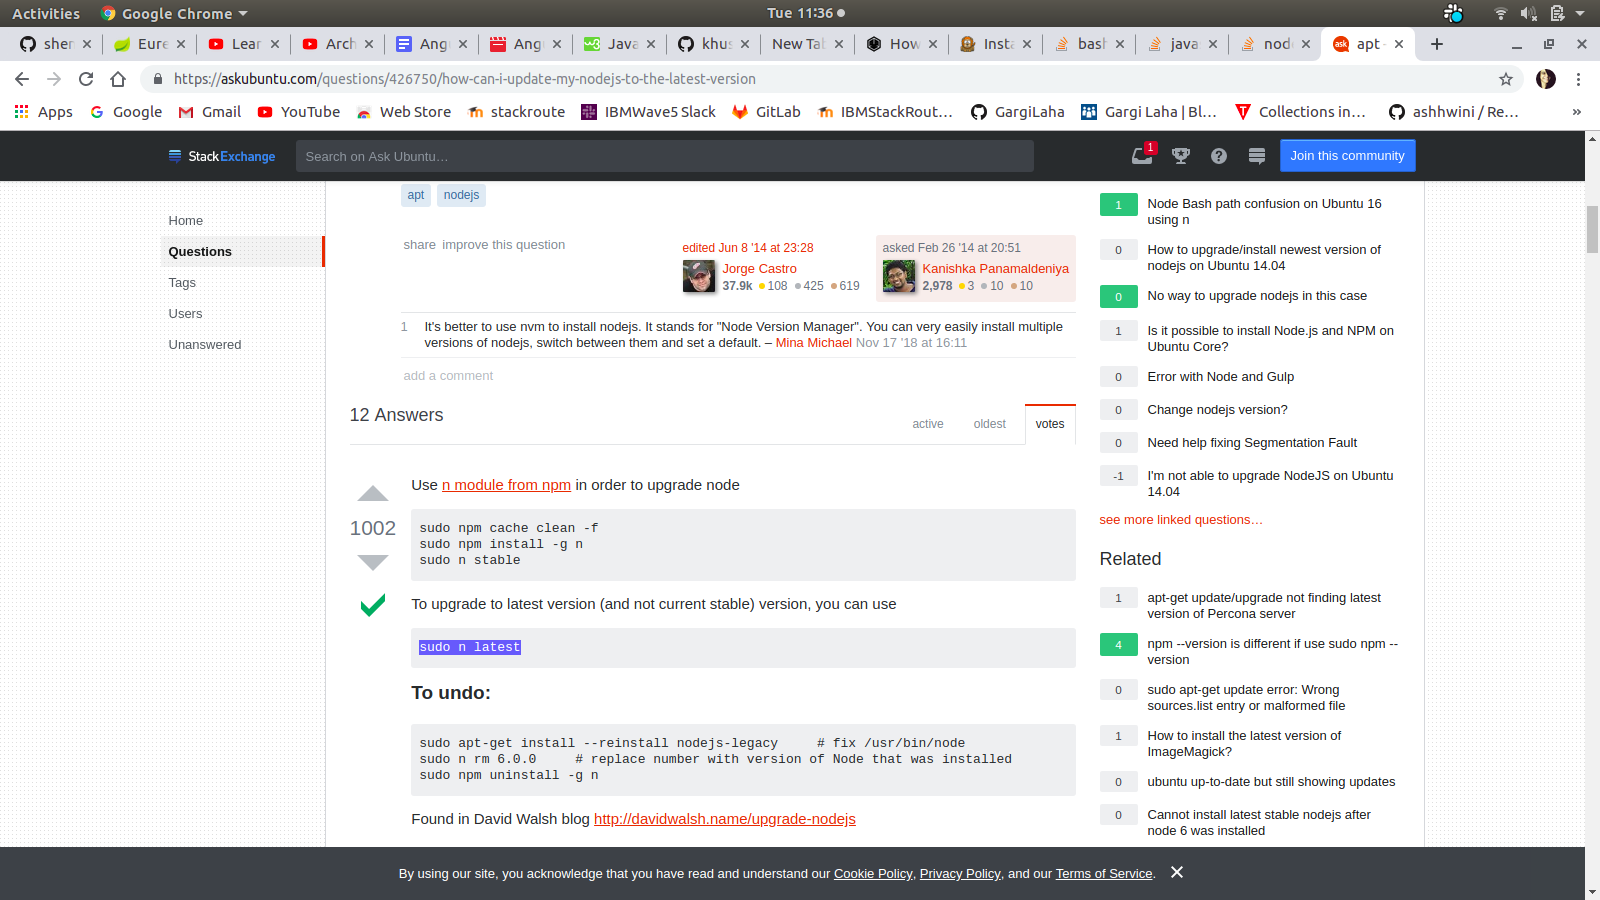 Activities
Google Chrome
Tue 11:36
sher
Eure
Lear
Arch
Ang
Ang
Java
khus
New Tab
How
Insta
bash
java
node
apt -
https://askubuntu.com/questions/426750/how-can-i-update-my-nodejs-to-the-latest-version
Apps
Google
Gmail
YouTube
Web Store
stackroute
IBMWave5 Slack
GitLab
IBMStackRout...
GargiLaha
Gargi Laha | Bl...
Collections in...
ashhwini / Re...
»
StackExchange
Search on Ask Ubuntu...
1
Join this community
Home
Questions
Tags
Users
Unanswered
apt
nodejs
share improve this question
edited Jun 8 '14 at 23:28
Jorge Castro
37.9k 108 425 619
asked Feb 26 '14 at 20:51
Kanishka Panamaldeniya
2,978 3 10 10
1 It's better to use nvm to install nodejs. It stands for "Node Version Manager". You can very easily install multiple
versions of nodejs, switch between them and set a default. – Mina Michael Nov 17 '18 at 16:11
add a comment
12 Answers
active
oldest
votes
1002
Use n module from npm in order to upgrade node
sudo npm cache clean -f
sudo npm install -g n
sudo n stable
To upgrade to latest version (and not current stable) version, you can use
sudo n latest
To undo:
sudo apt-get install --reinstall nodejs-legacy     # fix /usr/bin/node
sudo n rm 6.0.0     # replace number with version of Node that was installed
sudo npm uninstall -g n
Found in David Walsh blog http://davidwalsh.name/upgrade-nodejs
1 Node Bash path confusion on Ubuntu 16
using n
0 How to upgrade/install newest version of
nodejs on Ubuntu 14.04
0 No way to upgrade nodejs in this case
1 Is it possible to install Node.js and NPM on
Ubuntu Core?
0 Error with Node and Gulp
0 Change nodejs version?
0 Need help fixing Segmentation Fault
-1 I'm not able to upgrade NodeJS on Ubuntu
14.04
see more linked questions...
Related
1 apt-get update/upgrade not finding latest
version of Percona server
4 npm --version is different if use sudo npm --
version
0 sudo apt-get update error: Wrong
sources.list entry or malformed file
1 How to install the latest version of
ImageMagick?
0 ubuntu up-to-date but still showing updates
0 Cannot install latest stable nodejs after
node 6 was installed
By using our site, you acknowledge that you have read and understand our Cookie Policy, Privacy Policy, and our Terms of Service.